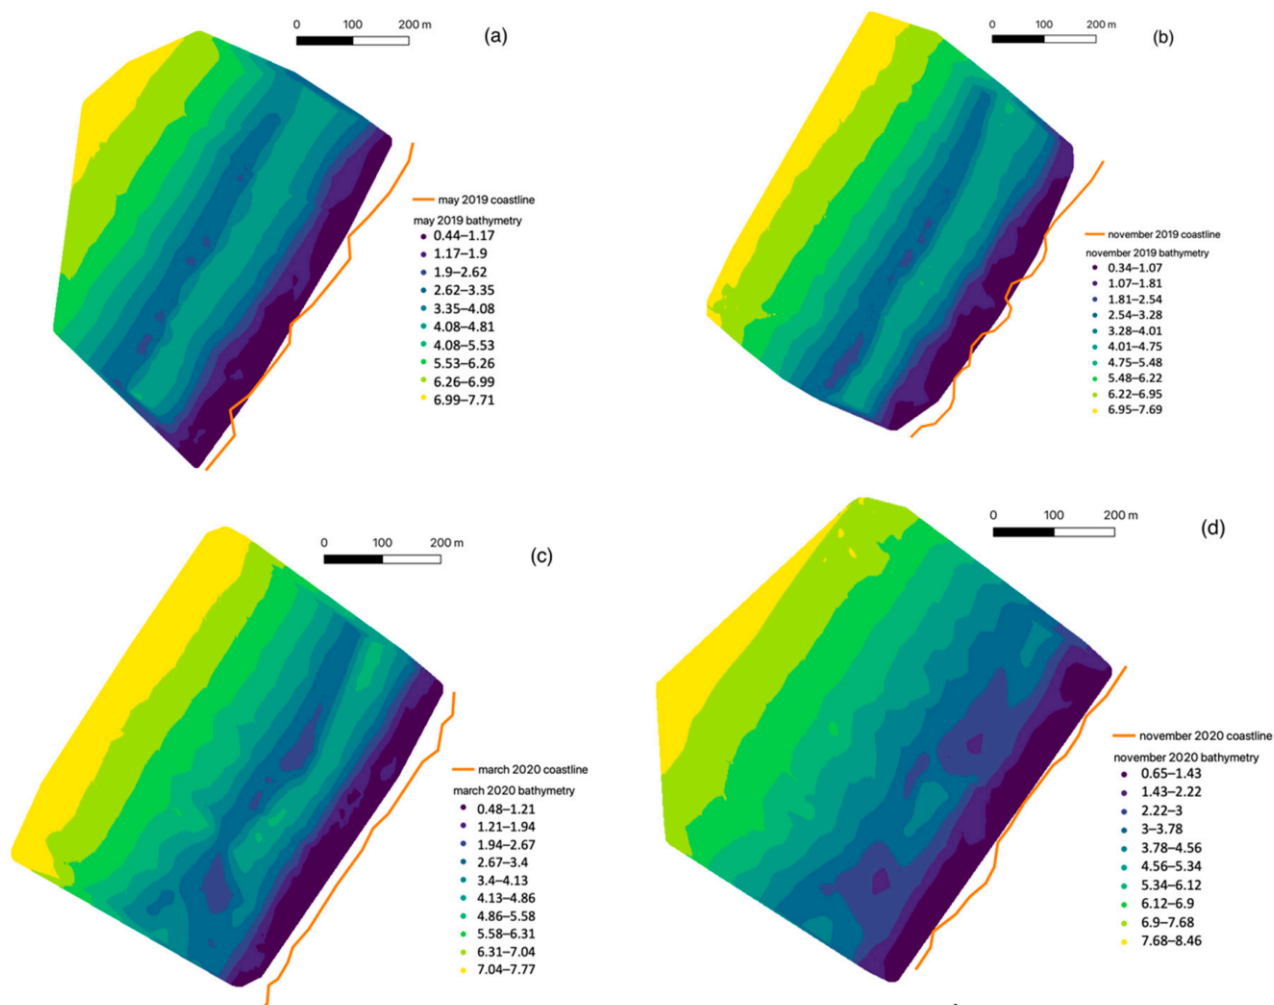 0 100 200 m
(a)
may 2019 coastline
may 2019 bathymetry
0.44–1.17
1.17–1.9
1.9–2.62
2.62–3.35
3.35–4.08
4.08–4.81
4.08–5.53
5.53–6.26
6.26–6.99
6.99–7.71
0 100 200 m
(b)
november 2019 coastline
november 2019 bathymetry
0.34–1.07
1.07–1.81
1.81–2.54
2.54–3.28
3.28–4.01
4.01–4.75
4.75–5.48
5.48–6.22
6.22–6.95
6.95–7.69
0 100 200 m
(c)
march 2020 coastline
march 2020 bathymetry
0.48–1.21
1.21–1.94
1.94–2.67
2.67–3.4
3.4–4.13
4.13–4.86
4.86–5.58
5.58–6.31
6.31–7.04
7.04–7.77
0 100 200 m
(d)
november 2020 coastline
november 2020 bathymetry
0.65–1.43
1.43–2.22
2.22–3
3–3.78
3.78–4.56
4.56–5.34
5.34–6.12
6.12–6.9
6.9–7.68
7.68–8.46